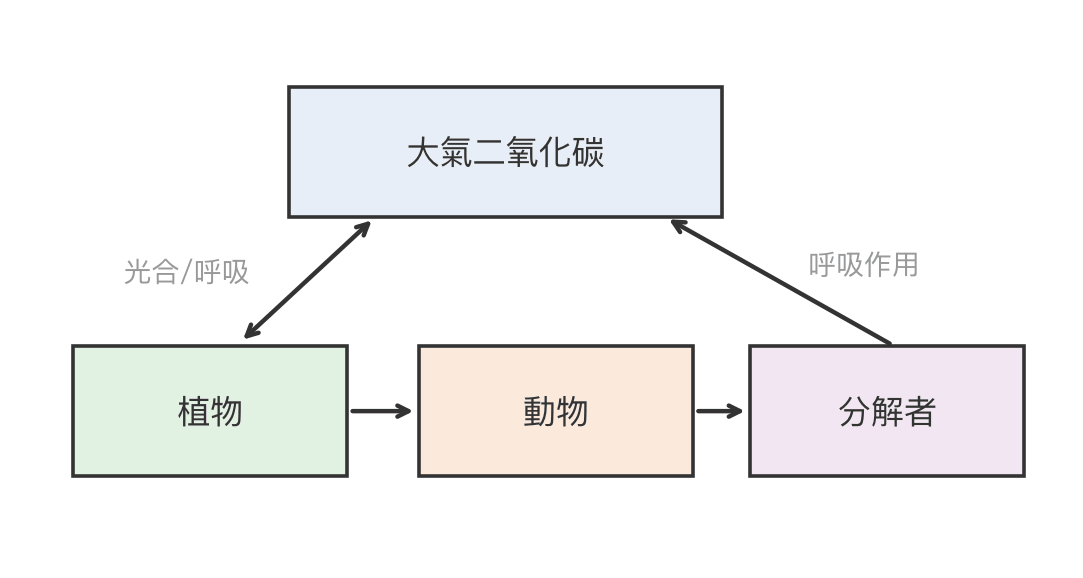 大氣二氧化碳
光合/呼吸
呼吸作用
植物
動物
分解者